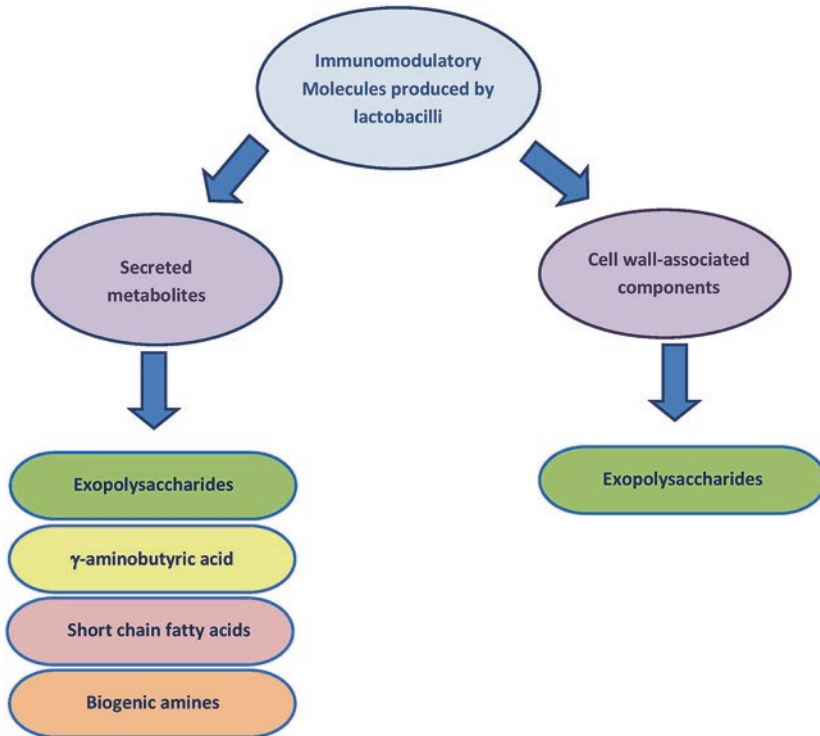 Immunomodulatory
Molecules produced by
lactobacilli
Secreted
metabolites
Cell wall-associated
components
Exopolysaccharides
γ-aminobutyric acid
Short chain fatty acids
Biogenic amines
Exopolysaccharides